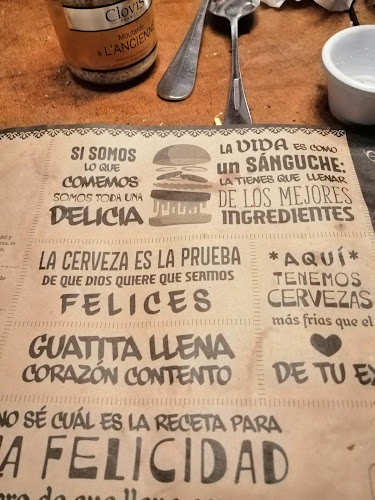 Clovis
Moutarde
à L'ANCIENNE
SI SOMOS
LO QUE
COMEMOS
SOMOS TODA UNA
DELICIA
LA VIDA ES COMO
un SÁNGUCHE:
LA TIENES QUE LLENAR
DE LOS MEJORES
INGREDIENTES
LA CERVEZA ES LA PRUEBA
DE QUE DIOS QUIERE QUE SEAMOS
FELICES
*AQUÍ*
TENEMOS
CERVEZAS
más frias que el
DE TU EX
GUATITA LLENA
CORAZÓN CONTENTO
NO SÉ CUÁL ES LA RECETA PARA
LA FELICIDAD